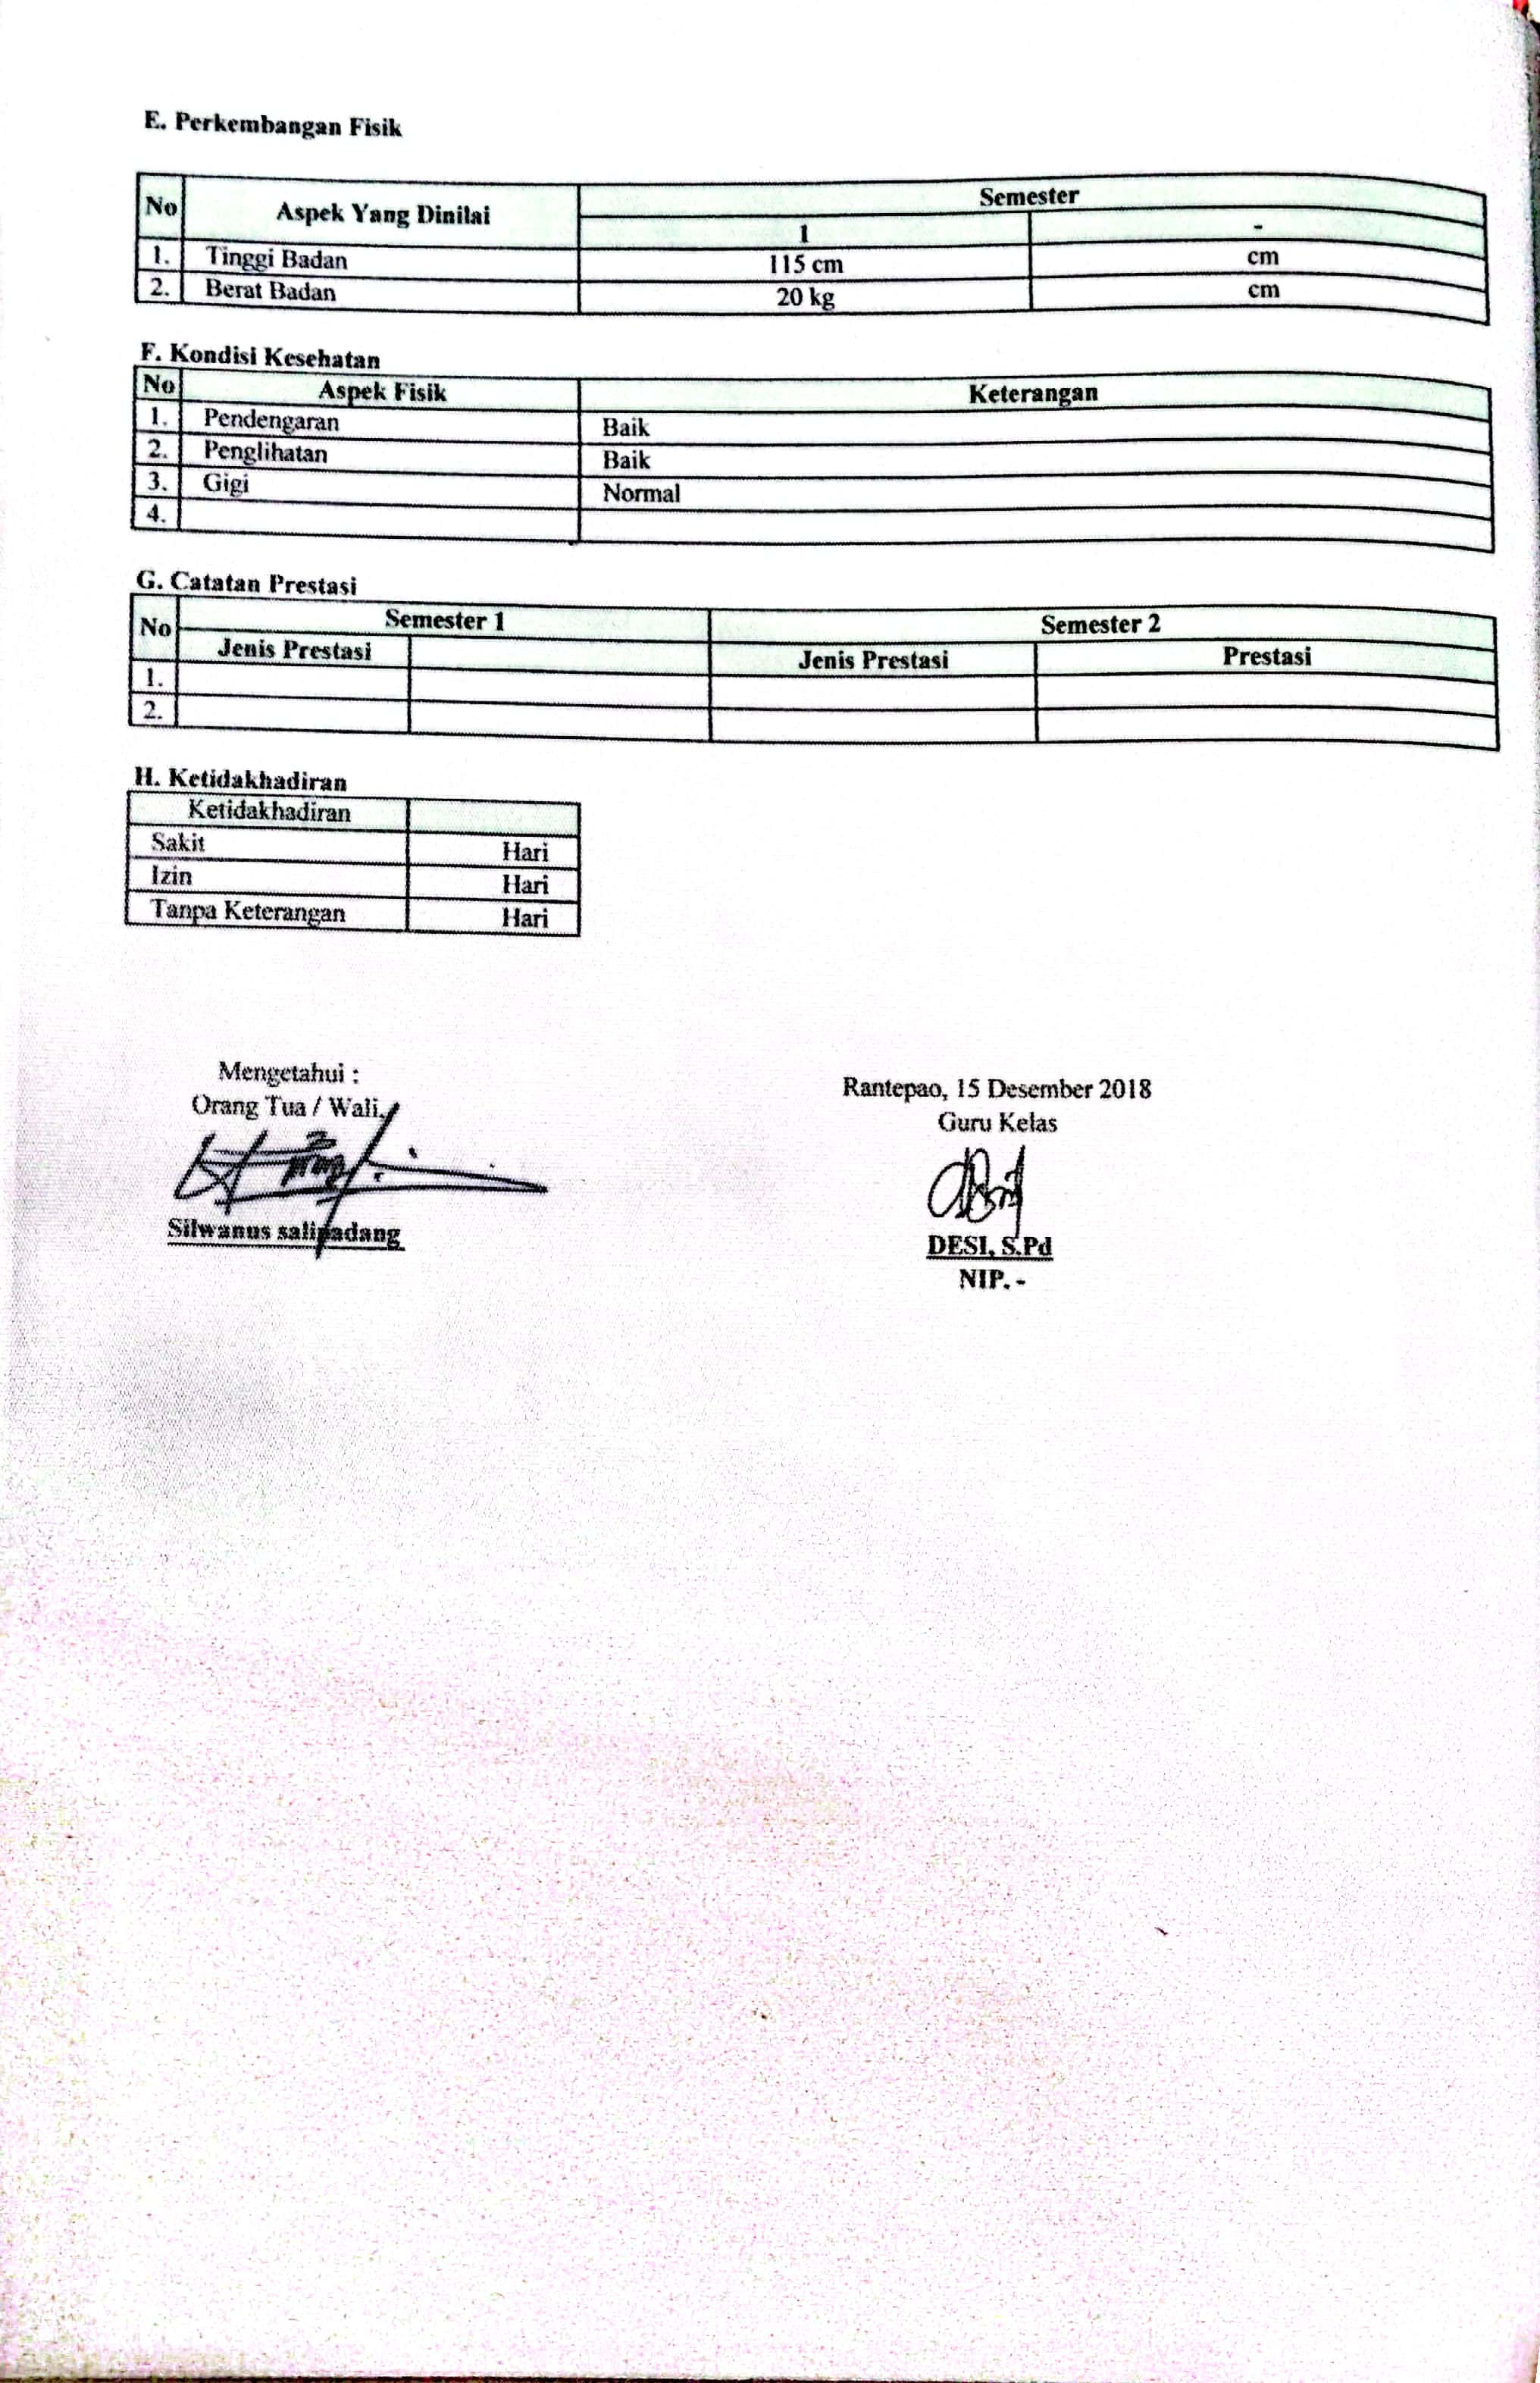 E. Perkembangan Fisik
No Aspek Yang Dinilai Semester
1 -
1. Tinggi Badan 115 cm cm
2. Berat Badan 20 kg cm
F. Kondisi Kesehatan
No Aspek Fisik Keterangan
1. Pendengaran Baik
2. Penglihatan Baik
3. Gigi Normal
4.
G. Catatan Prestasi
No Semester 1 Semester 2
Jenis Prestasi Jenis Prestasi Prestasi
1.
2.
H. Ketidakhadiran
Ketidakhadiran
Sakit Hari
Izin Hari
Tanpa Keterangan Hari
Mengetahui :
Orang Tua / Wali,
Silwanus salipadang
Rantepao, 15 Desember 2018
Guru Kelas
DESI, S.Pd
NIP. -